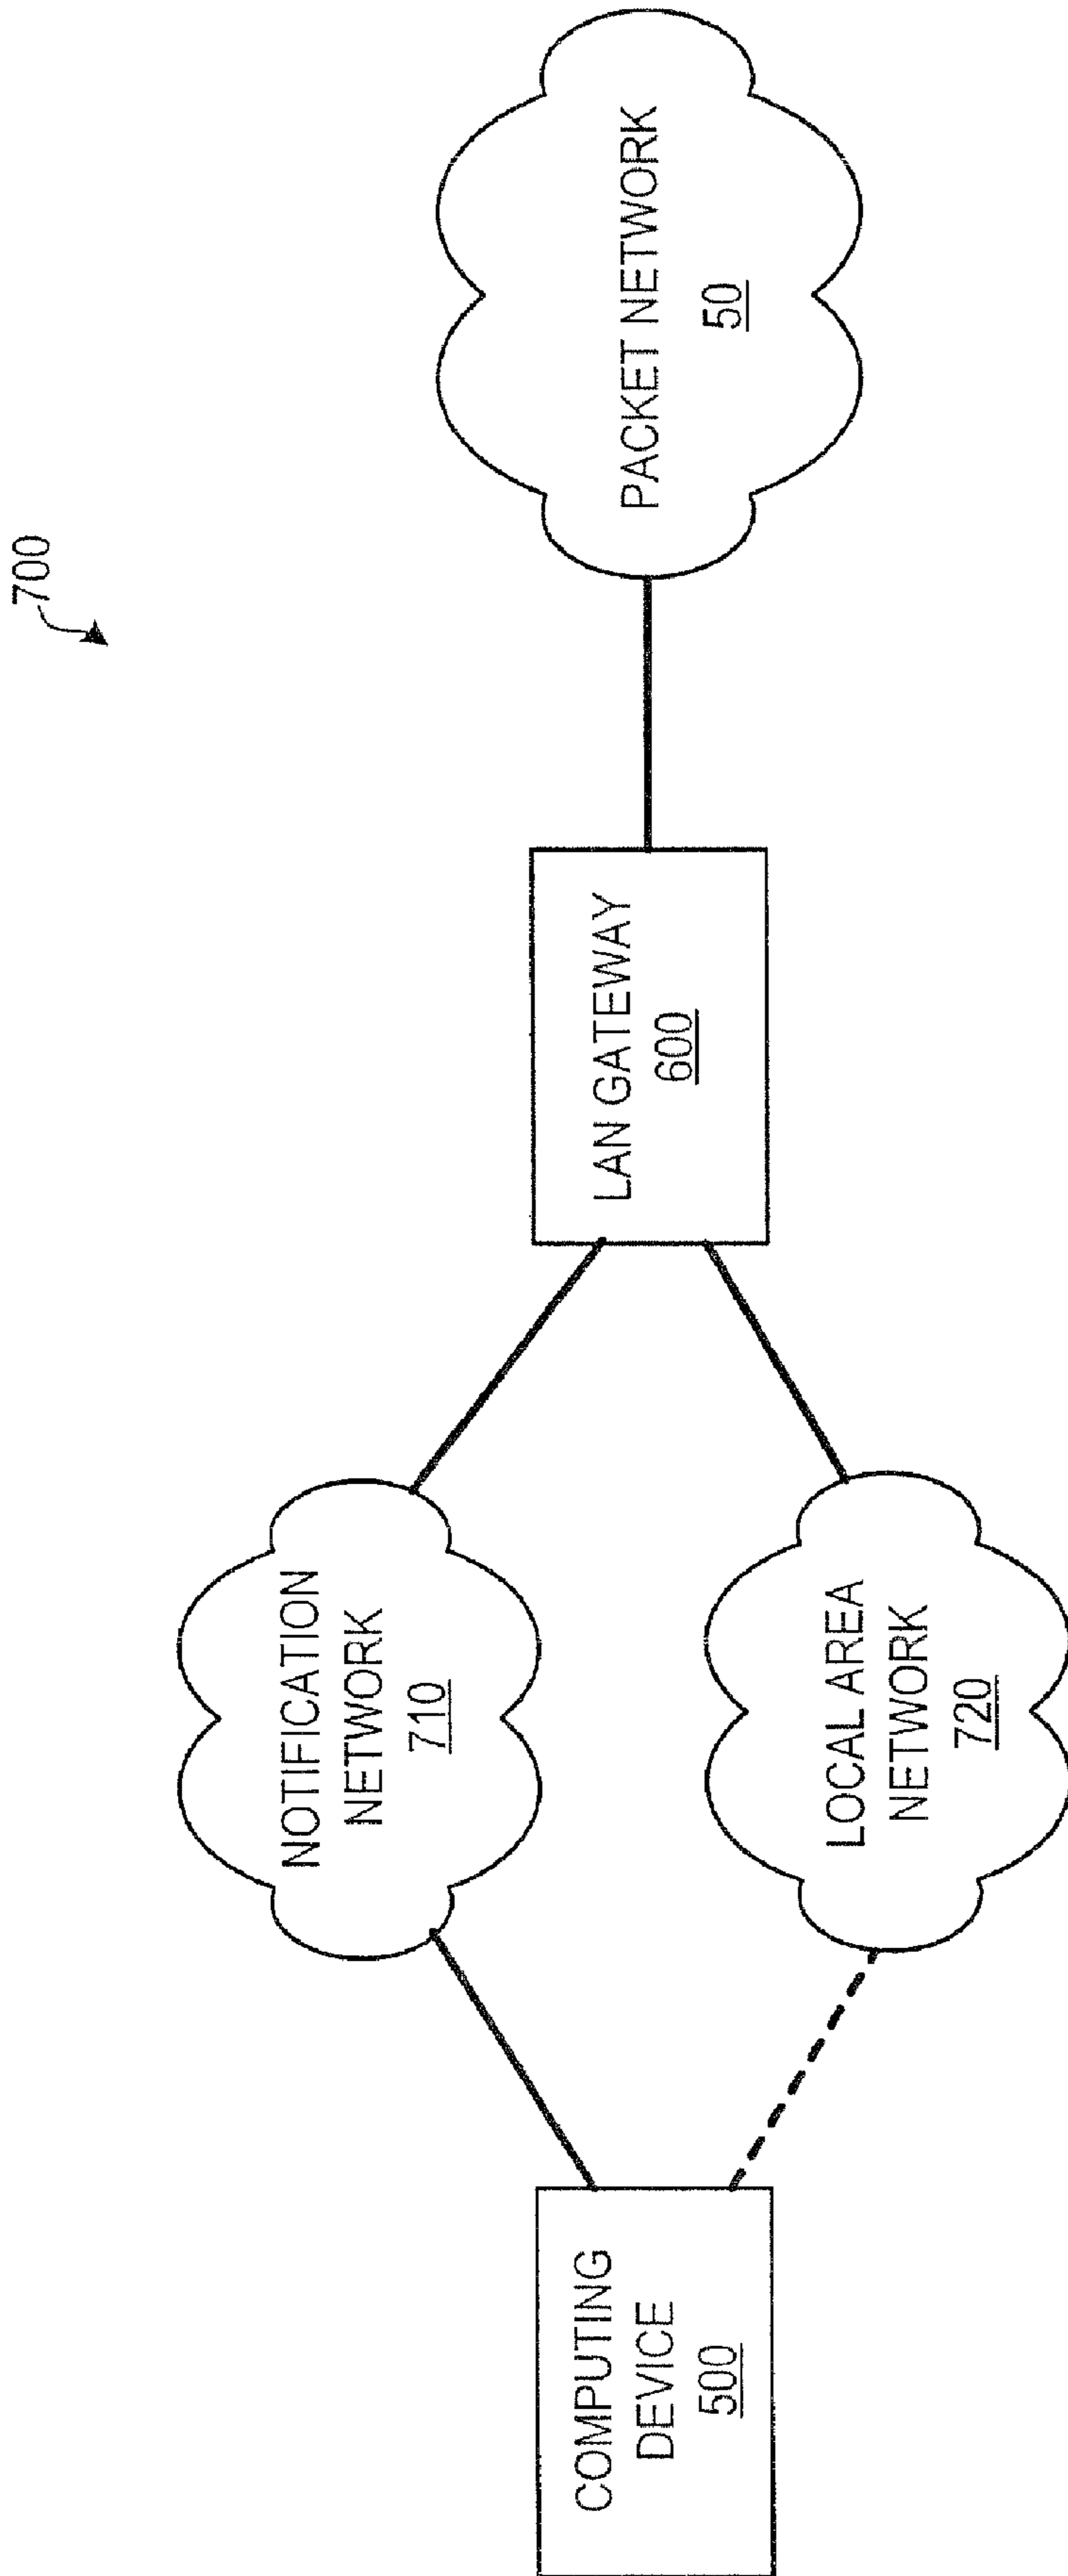 700
NOTIFICATION
NETWORK
710
COMPUTING
DEVICE
500
LAN GATEWAY
600
PACKET NETWORK
50
LOCAL AREA
NETWORK
720